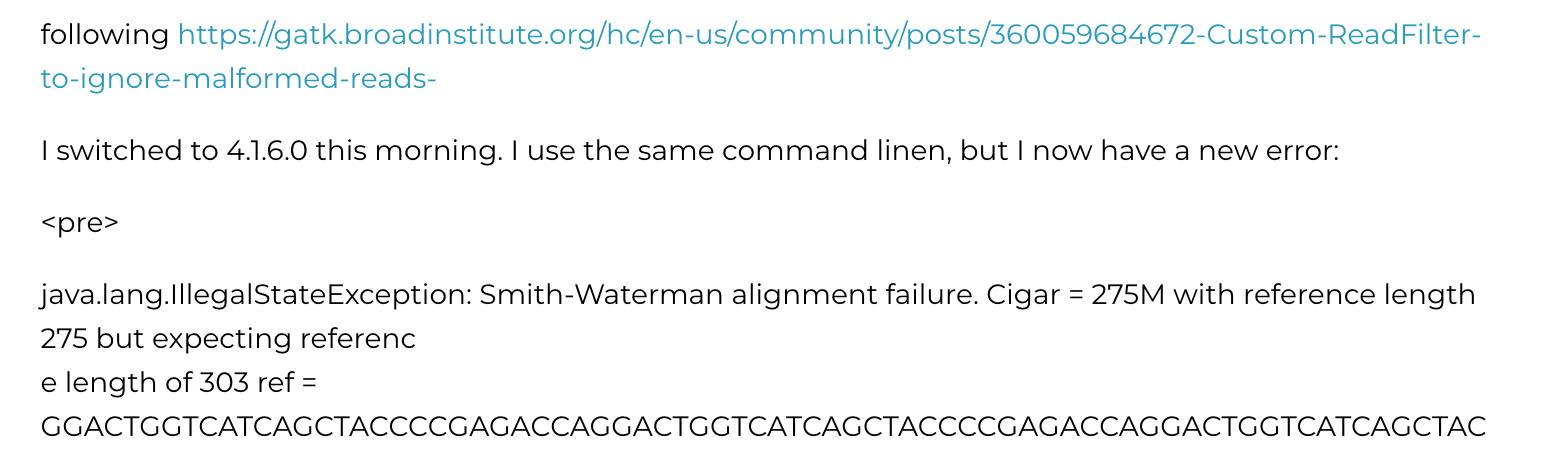 following https://gatk.broadinstitute.org/hc/en-us/community/posts/360059684672-Custom-ReadFilter-
to-ignore-malformed-reads-
I switched to 4.1.6.0 this morning. I use the same command linen, but I now have a new error:
<pre>
java.lang.IllegalStateException: Smith-Waterman alignment failure. Cigar = 275M with reference length
275 but expecting referenc
e length of 303 ref =
GGACTGGTCATCAGCTACCCCGAGACCAGGACTGGTCATCAGCTACCCCGAGACCAGGACTGGTCATCAGCTAC